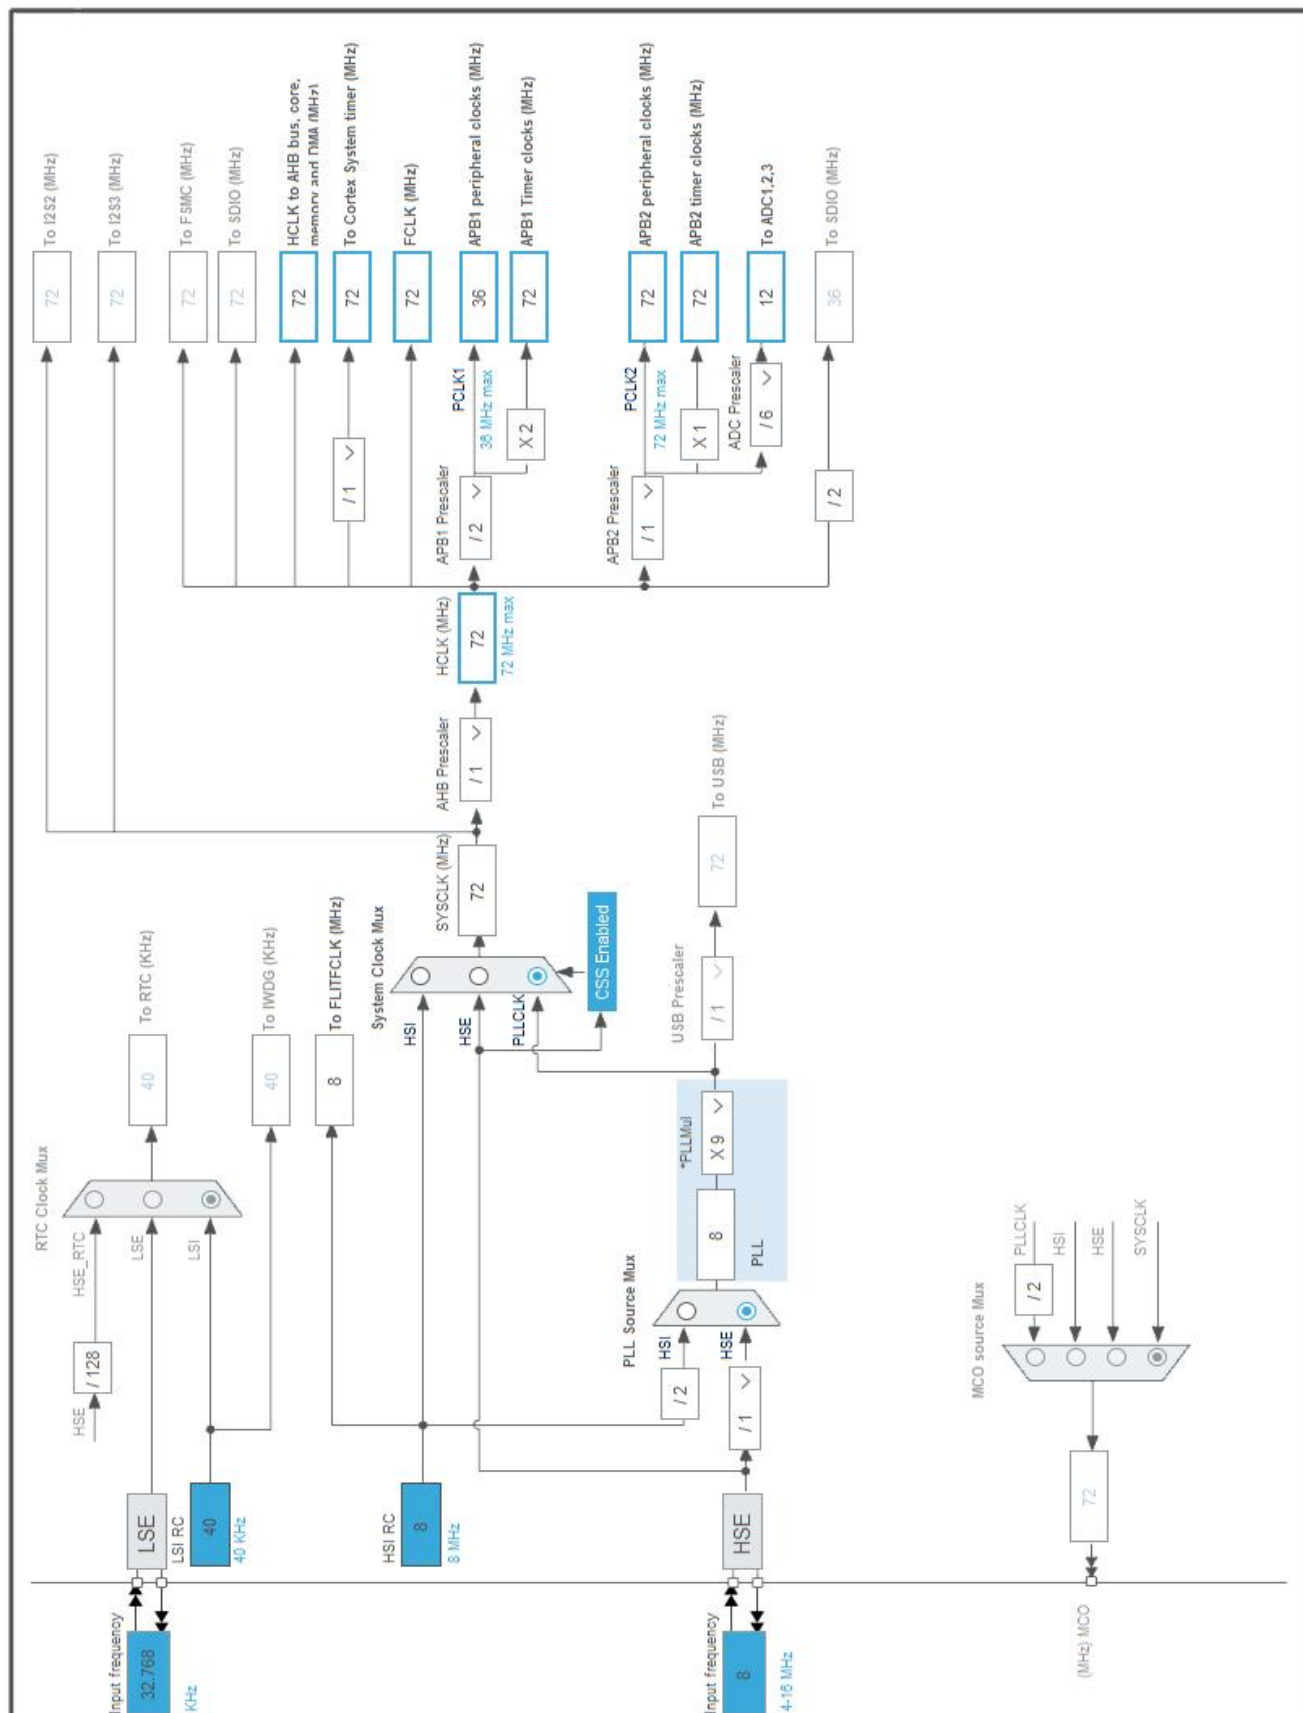 Input frequency
32.768
KHz
LSE
LSI RC
40
40 KHz
HSE
/ 128
HSE_RTC
LSE
LSI
RTC Clock Mux
40
To RTC (KHz)
40
To IWDG (KHz)
8
To FLITFCLK (MHz)
HSI RC
8
8 MHz
Input frequency
8
4-16 MHz
HSE
/ 2
/ 1
HSI
HSE
PLL Source Mux
8
PLL
*PLLMul
X 9
USB Prescaler
/ 1
72
To USB (MHz)
System Clock Mux
HSI
HSE
PLLCLK
CSS Enabled
SYSCLK (MHz)
72
AHB Prescaler
/ 1
HCLK (MHz)
72
72 MHz max
72
To I2S2 (MHz)
72
To I2S3 (MHz)
72
To FSMC (MHz)
72
To SDIO (MHz)
72
HCLK to AHB bus, core,
memory and DMA (MHz)
/ 1
72
To Cortex System timer (MHz)
72
FCLK (MHz)
APB1 Prescaler
/ 2
PCLK1
36 MHz max
36
APB1 peripheral clocks (MHz)
X 2
72
APB1 Timer clocks (MHz)
APB2 Prescaler
/ 1
PCLK2
72 MHz max
72
APB2 peripheral clocks (MHz)
X 1
72
APB2 timer clocks (MHz)
ADC Prescaler
/ 6
12
To ADC1,2,3
/ 2
36
To SDIO (MHz)
MCO source Mux
PLLCLK
/ 2
HSI
HSE
SYSCLK
72
(MHz) MCO